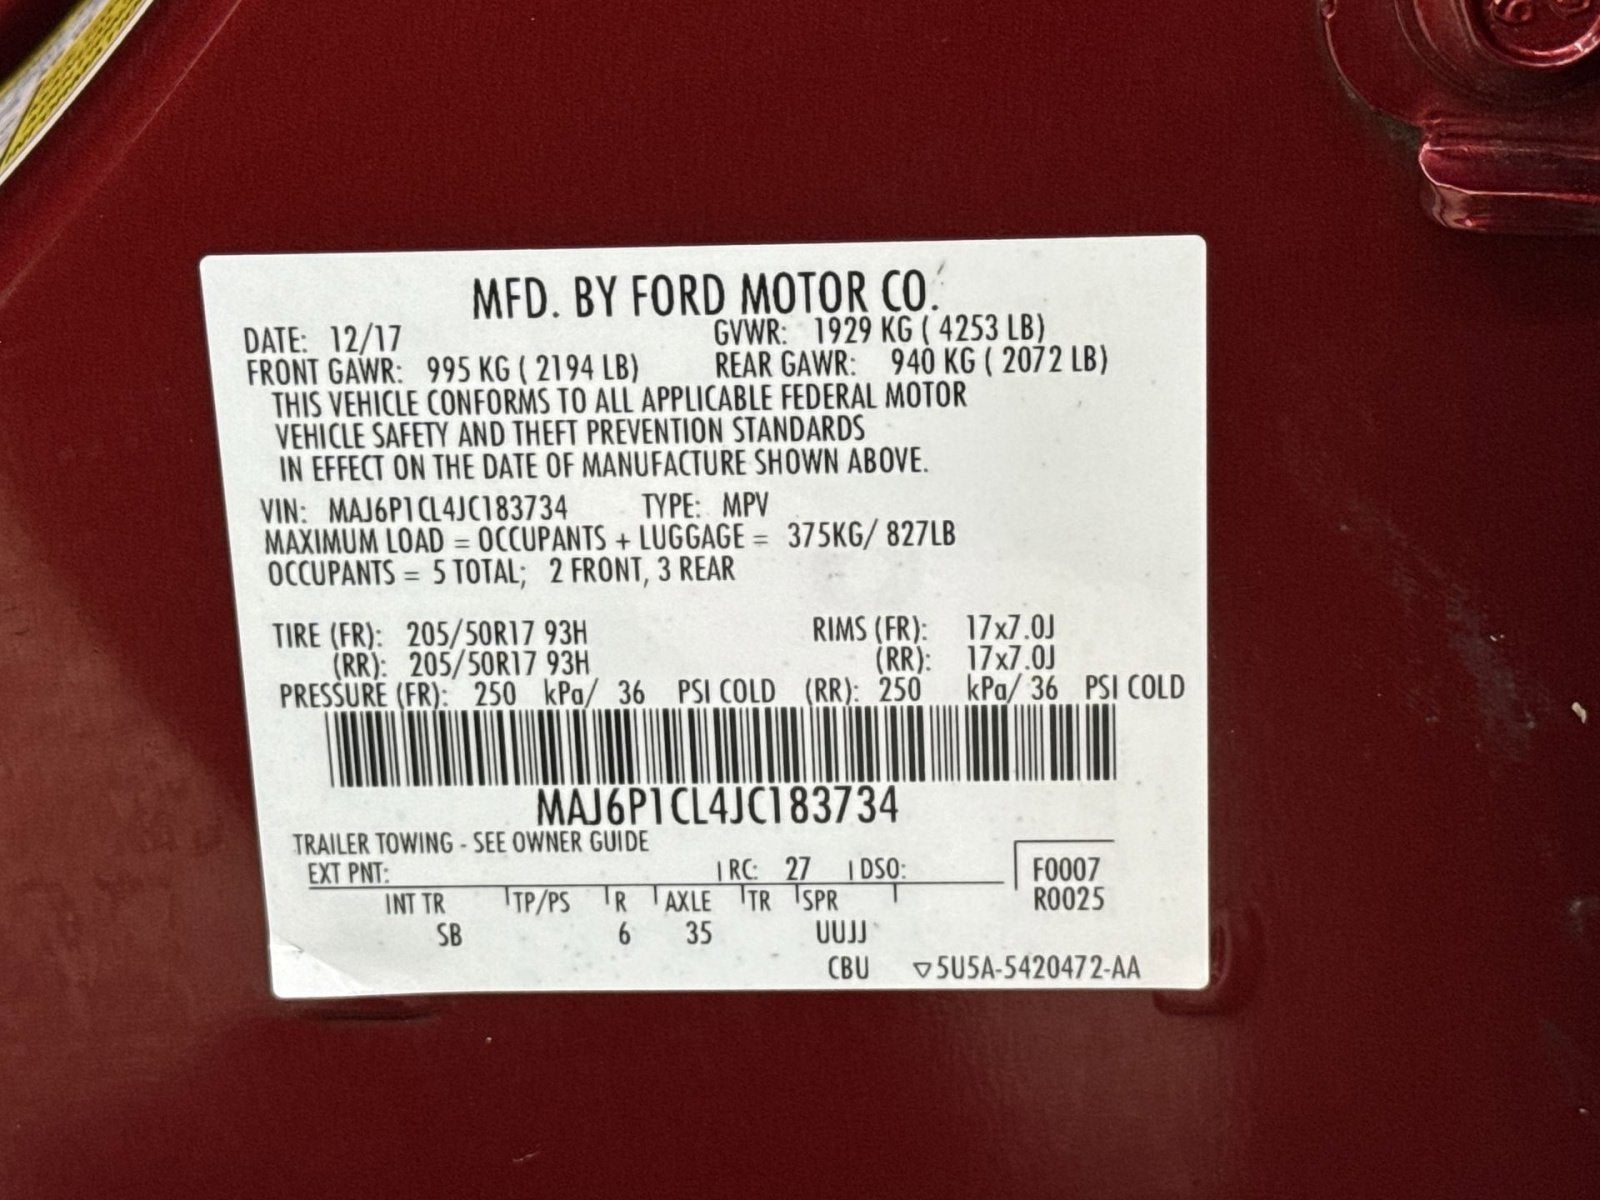 MFD. BY FORD MOTOR CO.
DATE: 12/17 GVWR: 1929 KG ( 4253 LB)
FRONT GAWR: 995 KG ( 2194 LB) REAR GAWR: 940 KG ( 2072 LB)
THIS VEHICLE CONFORMS TO ALL APPLICABLE FEDERAL MOTOR
VEHICLE SAFETY AND THEFT PREVENTION STANDARDS
IN EFFECT ON THE DATE OF MANUFACTURE SHOWN ABOVE.
VIN: MAJ6P1CL4JC183734 TYPE: MPV
MAXIMUM LOAD = OCCUPANTS + LUGGAGE = 375KG/ 827LB
OCCUPANTS = 5 TOTAL; 2 FRONT, 3 REAR
TIRE (FR): 205/50R17 93H RIMS (FR): 17x7.0J
(RR): 205/50R17 93H (RR): 17x7.0J
PRESSURE (FR): 250 kPa/ 36 PSI COLD (RR): 250 kPa/ 36 PSI COLD
MAJ6P1CL4JC183734
TRAILER TOWING - SEE OWNER GUIDE
EXT PNT: RC: 27 DSO: F0007
INT TR TP/PS R AXLE TR SPR R0025
SB 6 35 UUJJ
CBU ▽5U5A-5420472-AA